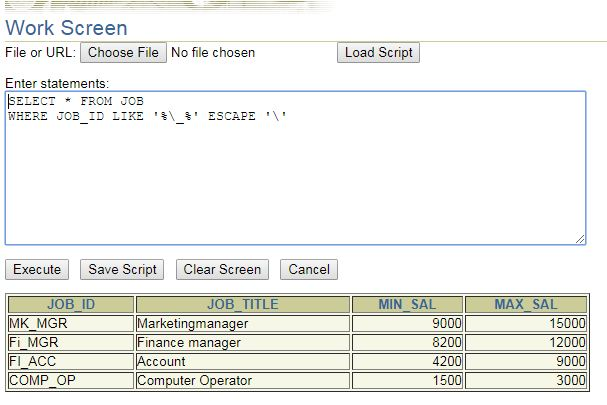 Work Screen
File or URL: Choose File No file chosen Load Script
Enter statements:
SELECT * FROM JOB
WHERE JOB_ID LIKE '%\_%' ESCAPE '\'
Execute Save Script Clear Screen Cancel
JOB_ID JOB_TITLE MIN_SAL MAX_SAL
MK_MGR Marketingmanager 9000 15000
Fi_MGR Finance manager 8200 12000
FI_ACC Account 4200 9000
COMP_OP Computer Operator 1500 3000